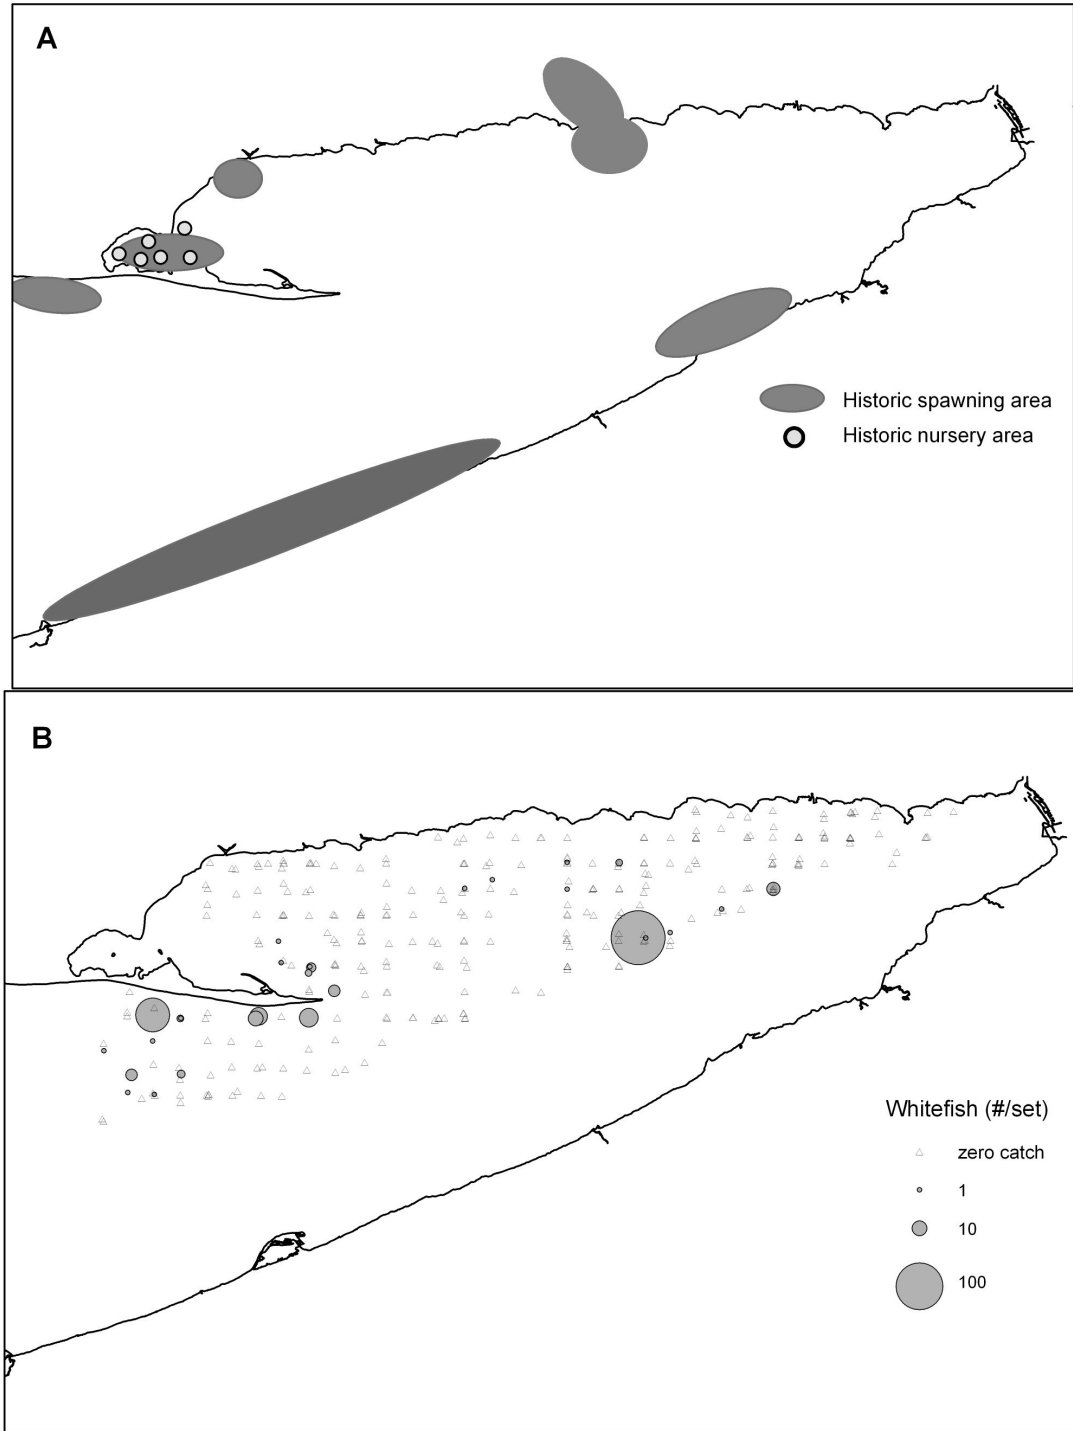 A
Historic spawning area
Historic nursery area
B
Whitefish (#/set)
zero catch
1
10
100